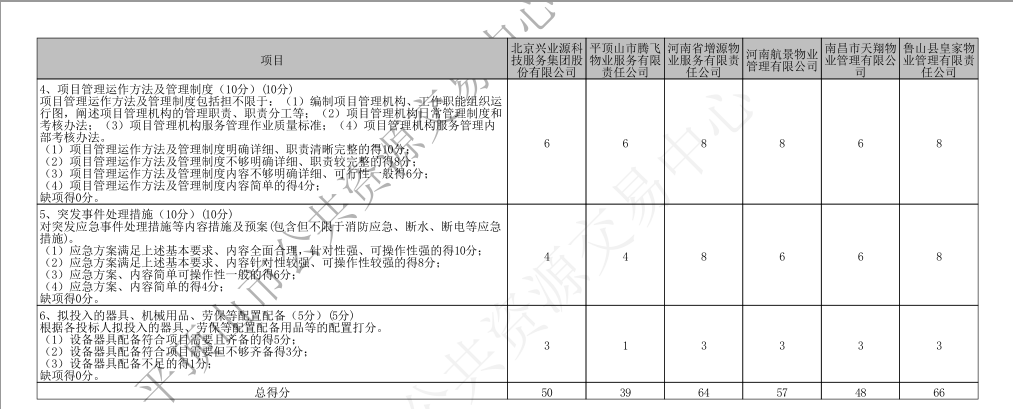 项目
北京兴业源科技服务集团股份有限公司
平顶山市腾飞物业服务有限责任公司
河南省增源物业服务有限责任公司
河南航景物业管理有限公司
南昌市天翔物业管理有限公司
鲁山县皇家物业管理有限责任公司
4、项目管理运作方法及管理制度（10分）(10分)
项目管理运作方法及管理制度包括担不限于；（1）编制项目管理机构、工作职能组织运
行图，阐述项目管理机构的管理职责、职责分工等；（2）项目管理机构日常管理制度和
考核办法；（3）项目管理机构服务管理作业质量标准；（4）项目管理机构服务管理内
部考核办法。
（1）项目管理运作方法及管理制度明确详细、职责清晰完整的得10分；
（2）项目管理运作方法及管理制度不够明确详细、职责较完整的得8分；
（3）项目管理运作方法及管理制度内容不够明确详细、可行性一般得6分；
（4）项目管理运作方法及管理制度内容简单的得4分；
缺项得0分。
6 6 8 8 6 8
5、突发事件处理措施（10分）(10分)
对突发应急事件处理措施等内容措施及预案(包含但不限于消防应急、断水、断电等应急
措施)。
（1）应急方案满足上述基本要求、内容全面合理，针对性强、可操作性强的得10分；
（2）应急方案满足上述基本要求、内容针对性较强、可操作性较强的得8分；
（3）应急方案、内容简单可操作性一般的得6分；
（4）应急方案、内容简单的得4分；
缺项得0分。
4 4 8 6 6 8
6、拟投入的器具、机械用品、劳保等配置配备（5分）(5分)
根据各投标人拟投入的器具、劳保等配置配备用品等的配置打分。
（1）设备器具配备符合项目需要且齐备的得5分；
（2）设备器具配备符合项目需要但不够齐备得3分；
（3）设备器具配备不足的得1分；
缺项得0分。
3 1 3 3 3 3
总得分 50 39 64 57 48 66
平顶山市公共资源交易中心
公共资源交易中心